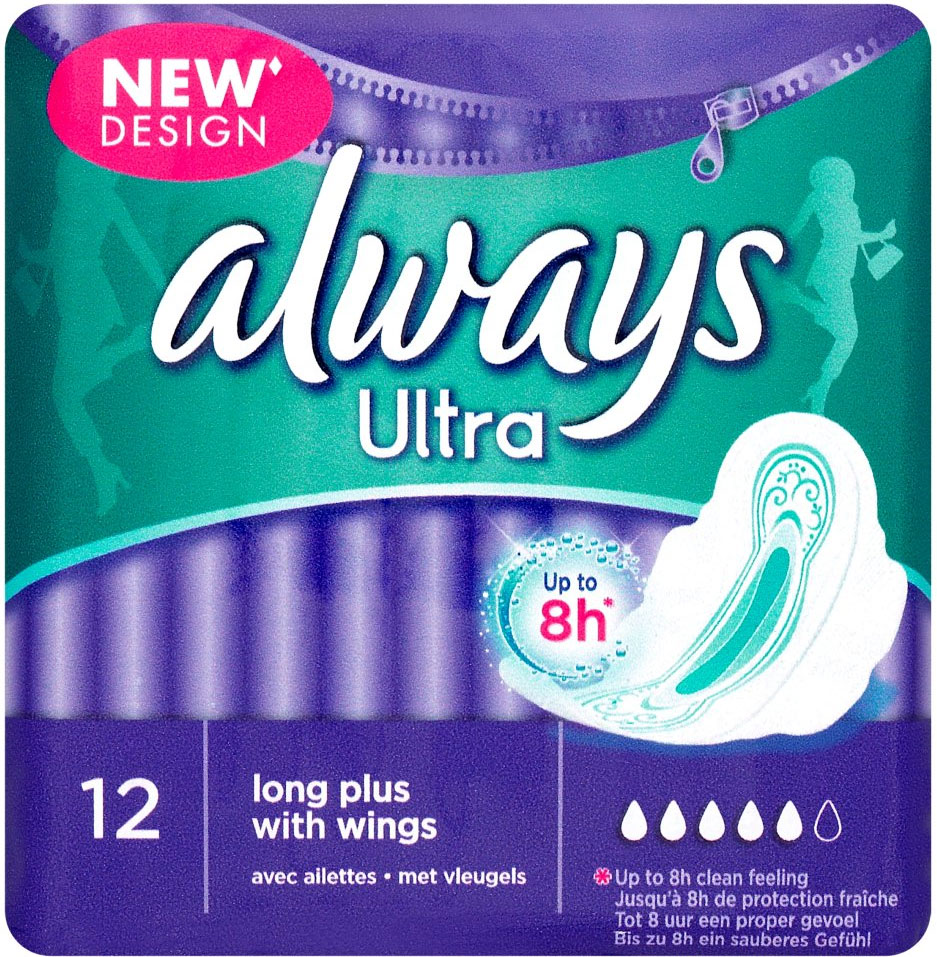 NEW
DESIGN
always
Ultra
Up to
8h*
12
long plus
with wings
avec ailettes • met vleugels
*Up to 8h clean feeling
Jusqu'à 8h de protection fraîche
Tot 8 uur een proper gevoel
Bis zu 8h ein sauberes Gefühl